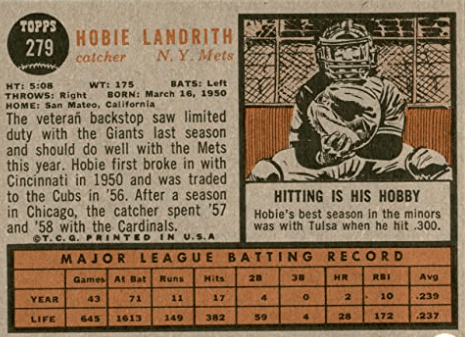 TOPPS
279
HOBIE LANDRITH
catcher N. Y. Mets
HT: 5:08 WT: 175 BATS: Left
THROWS: Right BORN: March 16, 1950
HOME: San Mateo, California
The veteran backstop saw limited
duty with the Giants last season
and should do well with the Mets
this year. Hobie first broke in with
Cincinnati in 1950 and was traded
to the Cubs in '56. After a season
in Chicago, the catcher spent '57
and '58 with the Cardinals.
©T.C.G. PRINTED IN U.S.A
HITTING IS HIS HOBBY
Hobie's best season in the minors
was with Tulsa when he hit .300.
MAJOR LEAGUE BATTING RECORD
Games At Bat Runs Hits 2B 3B HR RBI Avg
YEAR 43 71 11 17 4 0 2 10 .239
LIFE 645 1613 149 382 59 4 28 172 .237